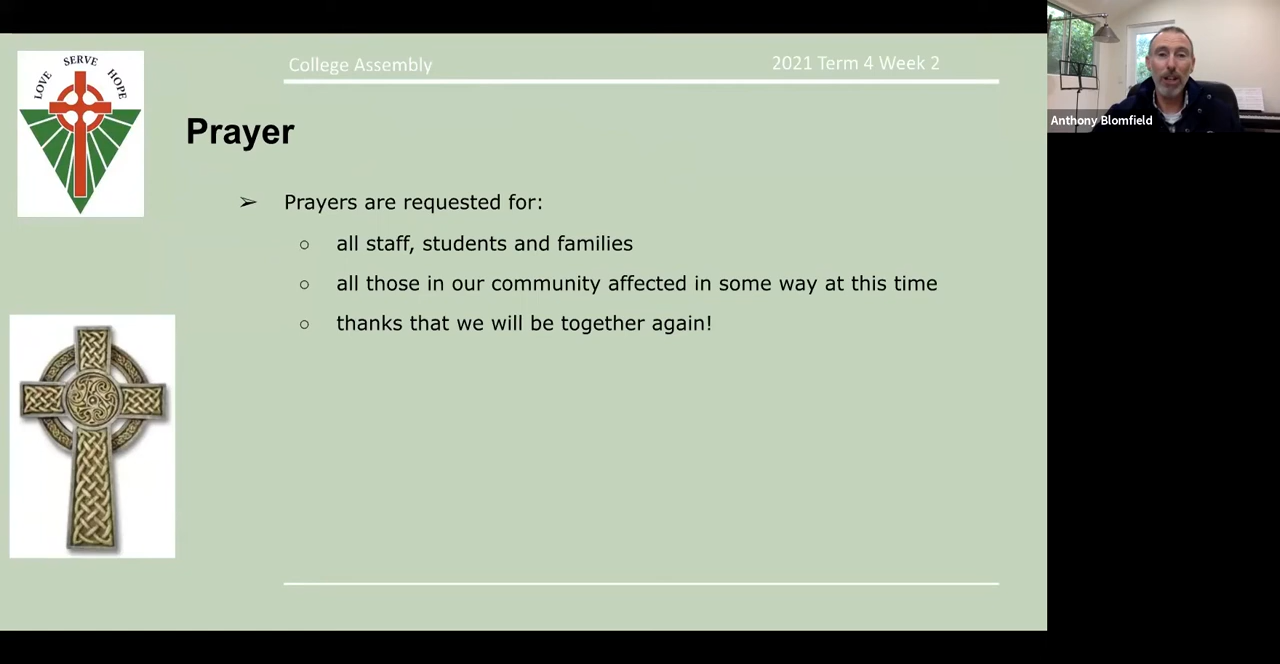 LOVE SERVE HOPE
College Assembly
2021 Term 4 Week 2
Prayer
➢ Prayers are requested for:
○ all staff, students and families
○ all those in our community affected in some way at this time
○ thanks that we will be together again!
Anthony Blomfield